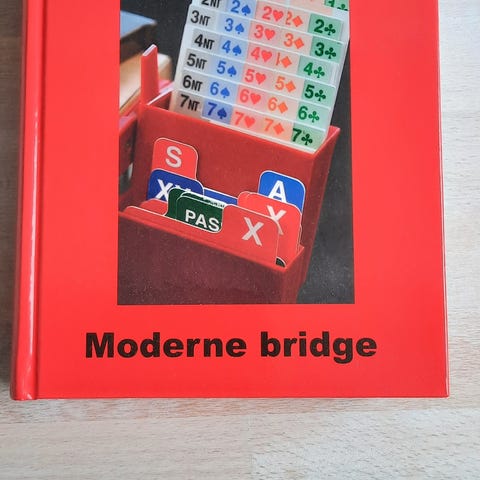 2NT 2♠ 2♥ 2♦ 2♣
3NT 3♠ 3♥ 3♦ 3♣
4NT 4♠ 4♥ 4♦ 4♣
5NT 5♠ 5♥ 5♦ 5♣
6NT 6♠ 6♥ 6♦ 6♣
7NT 7♠ 7♥ 7♦ 7♣
S
A
XX
X
PAS
X
Moderne bridge